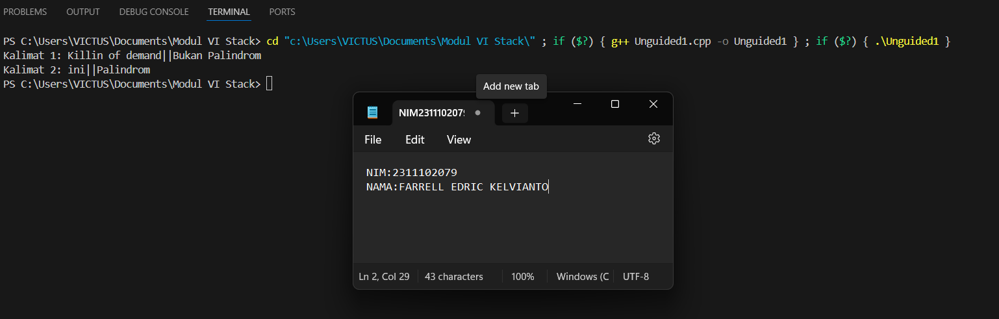 PROBLEMS OUTPUT DEBUG CONSOLE TERMINAL PORTS
PS C:\Users\VICTUS\Documents\Modul VI Stack> cd "c:\Users\VICTUS\Documents\Modul VI Stack\" ; if ($?) { g++ Unguided1.cpp -o Unguided1 } ; if ($?) { .\Unguided1 }
Kalimat 1: Killin of demand||Bukan Palindrom
Kalimat 2: ini||Palindrom
PS C:\Users\VICTUS\Documents\Modul VI Stack>
Add new tab
NIM2311102079
File Edit View
NIM:2311102079
NAMA:FARRELL EDRIC KELVIANTO
Ln 2, Col 29 43 characters 100% Windows (C UTF-8